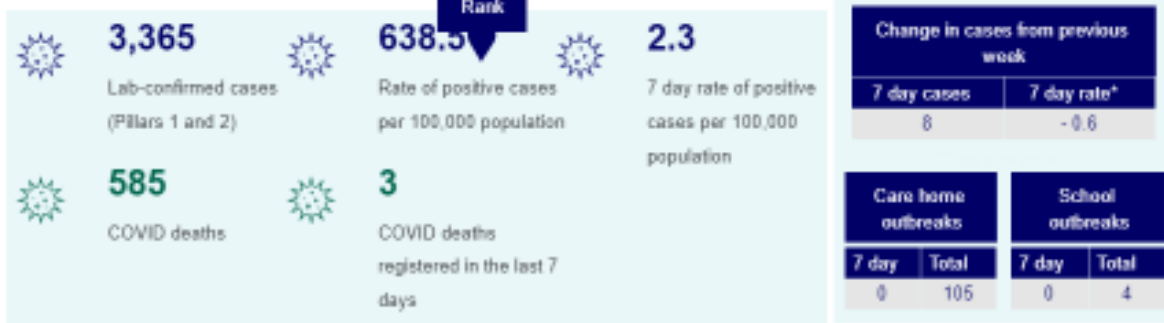 Rank
3,365
Lab-confirmed cases
(Pillars 1 and 2)
638.5
Rate of positive cases
per 100,000 population
2.3
7 day rate of positive
cases per 100,000
population
585
COVID deaths
3
COVID deaths
registered in the last 7
days
Change in cases from previous
week
7 day cases 7 day rate*
8 - 0.6
Care home
outbreaks
7 day Total
0 105
School
outbreaks
7 day Total
0 4